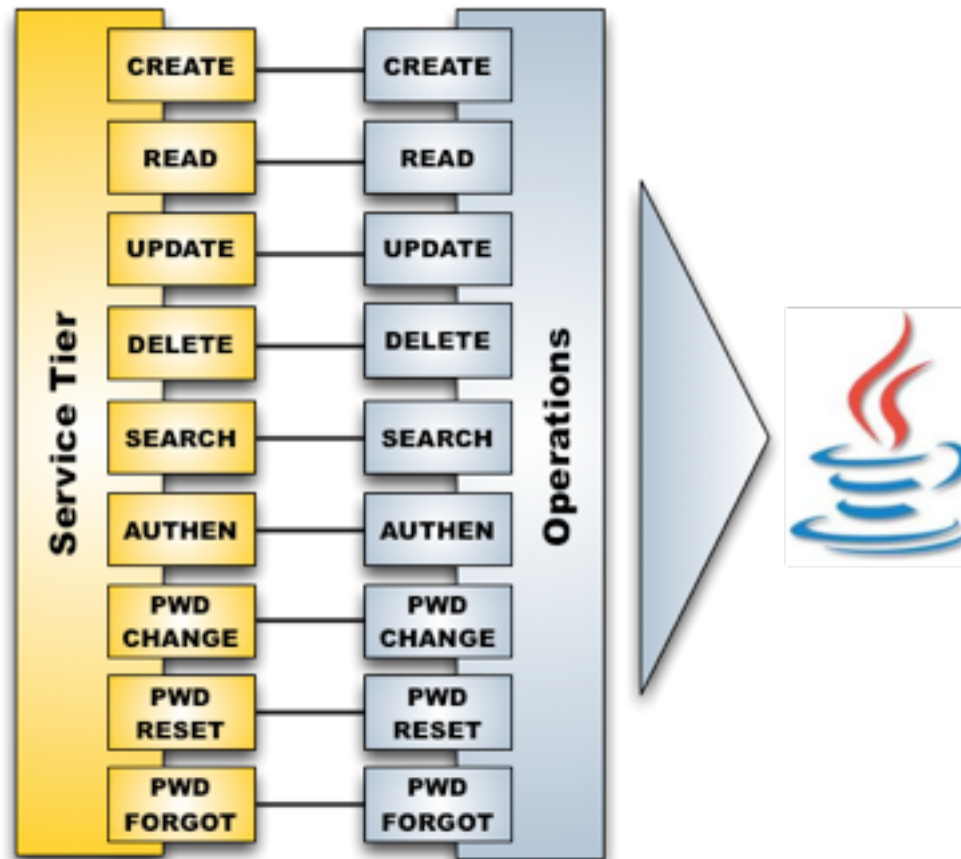 Service Tier
CREATE
READ
UPDATE
DELETE
SEARCH
AUTHEN
PWD
CHANGE
PWD
RESET
PWD
FORGOT
CREATE
READ
UPDATE
DELETE
SEARCH
AUTHEN
PWD
CHANGE
PWD
RESET
PWD
FORGOT
Operations